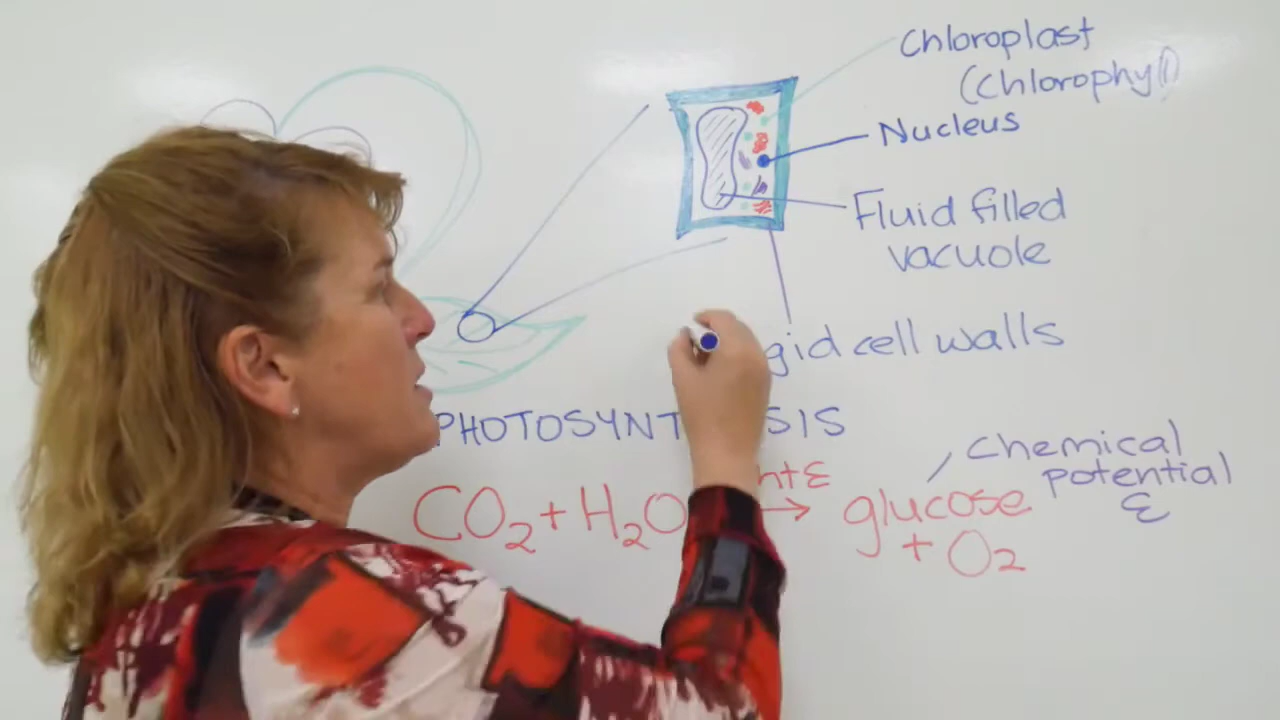 Chloroplast
(Chlorophyll)
Nucleus
Fluid filled
vacuole
gid cell walls
PHOTOSYNT SIS
Chemical
potential
Ɛ
CO₂ + H₂O → glucose
+ O₂